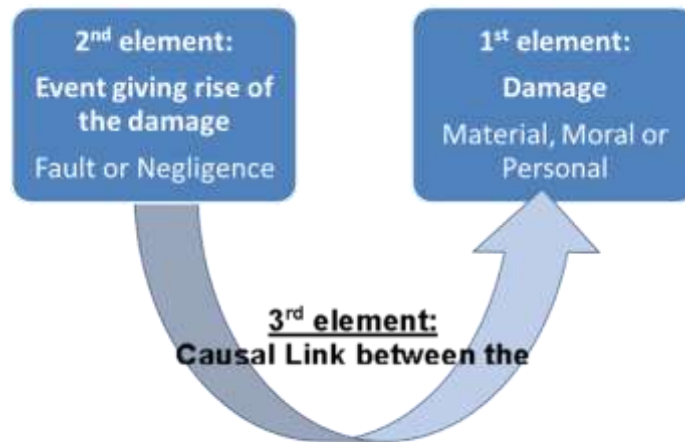 2nd element:
Event giving rise of
the damage
Fault or Negligence
1st element:
Damage
Material, Moral or
Personal
3rd element:
Causal Link between the